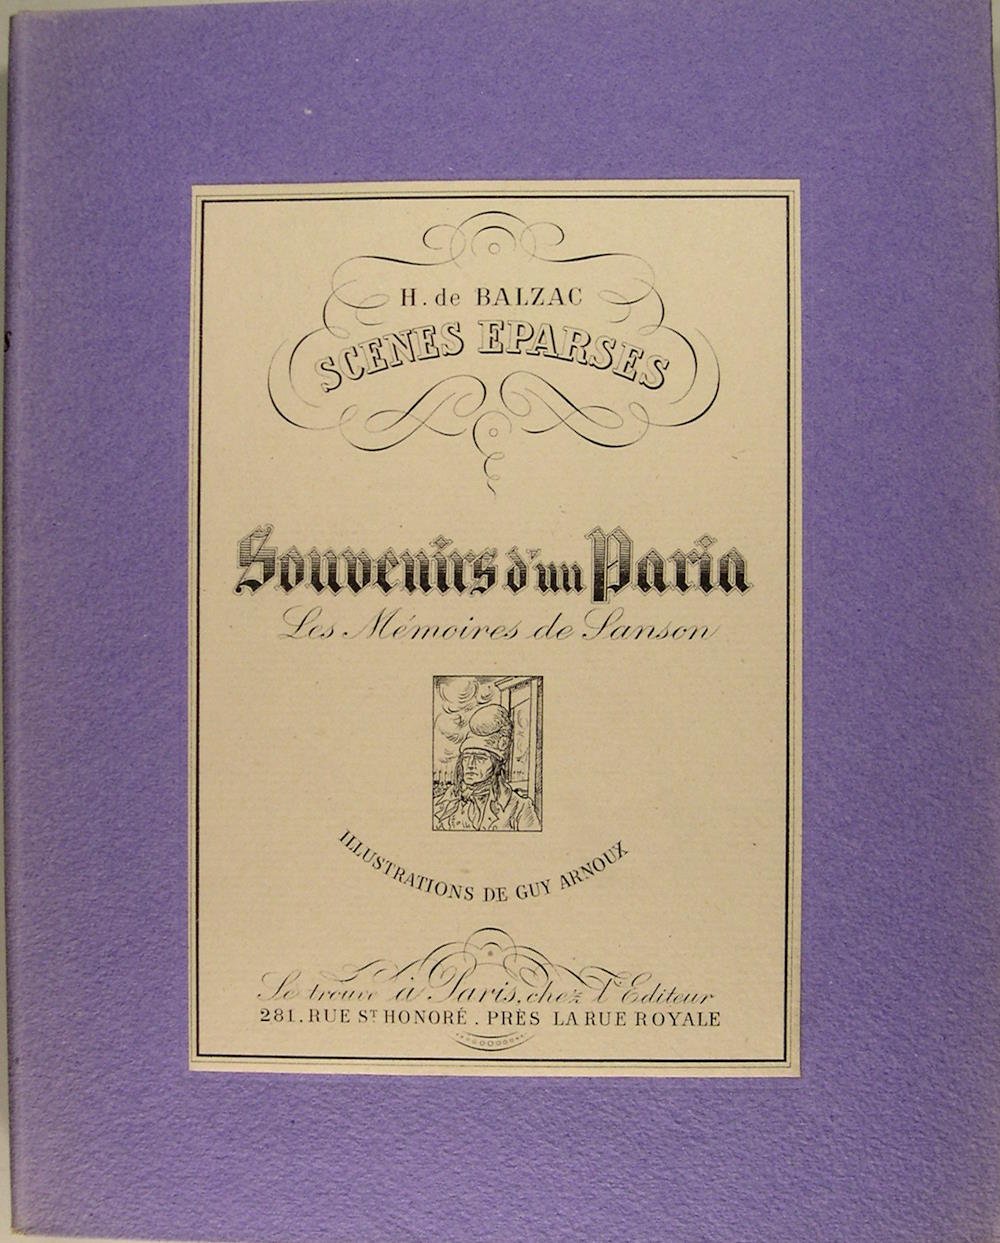 H. de BALZAC
SCENES EPARSES
Souvenirs d'un Paria
Les Mémoires de Sanson
ILLUSTRATIONS DE GUY ARNOUX
Se trouve à Paris, chez l'Editeur
281. RUE ST HONORÉ. PRÈS LA RUE ROYALE